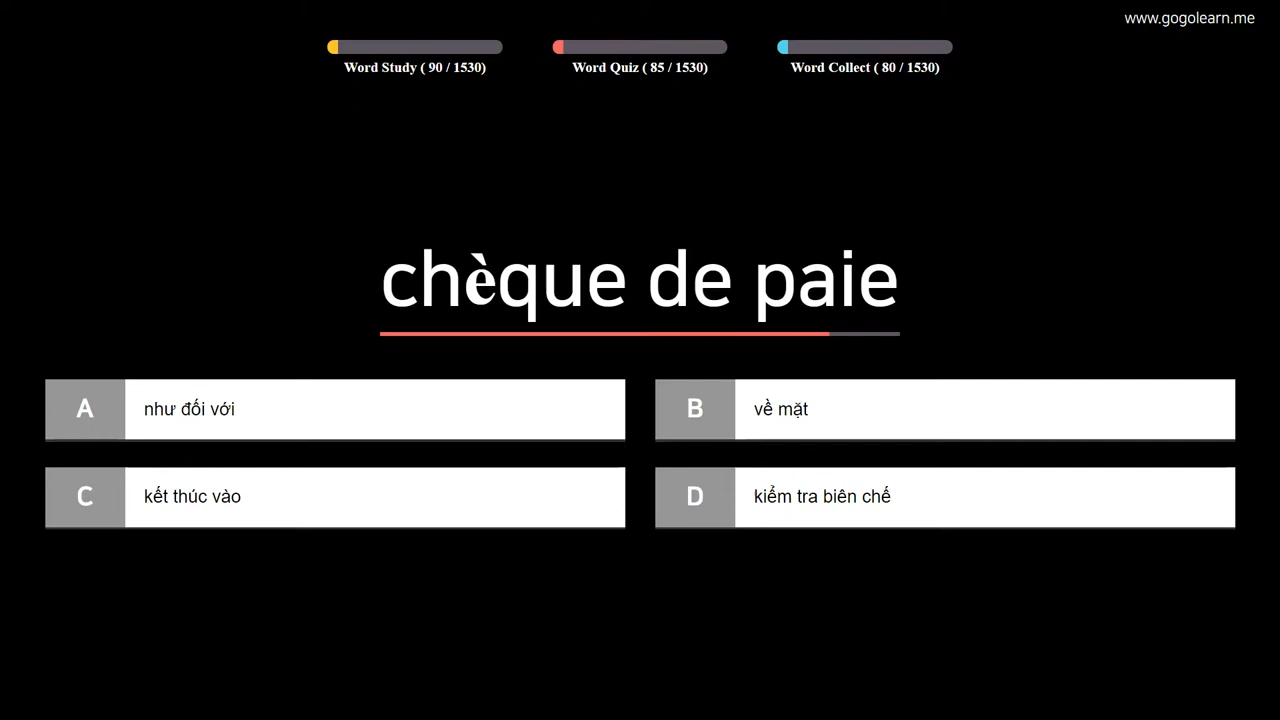 www.gogolearn.me
Word Study ( 90 / 1530)
Word Quiz ( 85 / 1530)
Word Collect ( 80 / 1530)
chèque de paie
A như đối với
B về mặt
C kết thúc vào
D kiểm tra biên chế